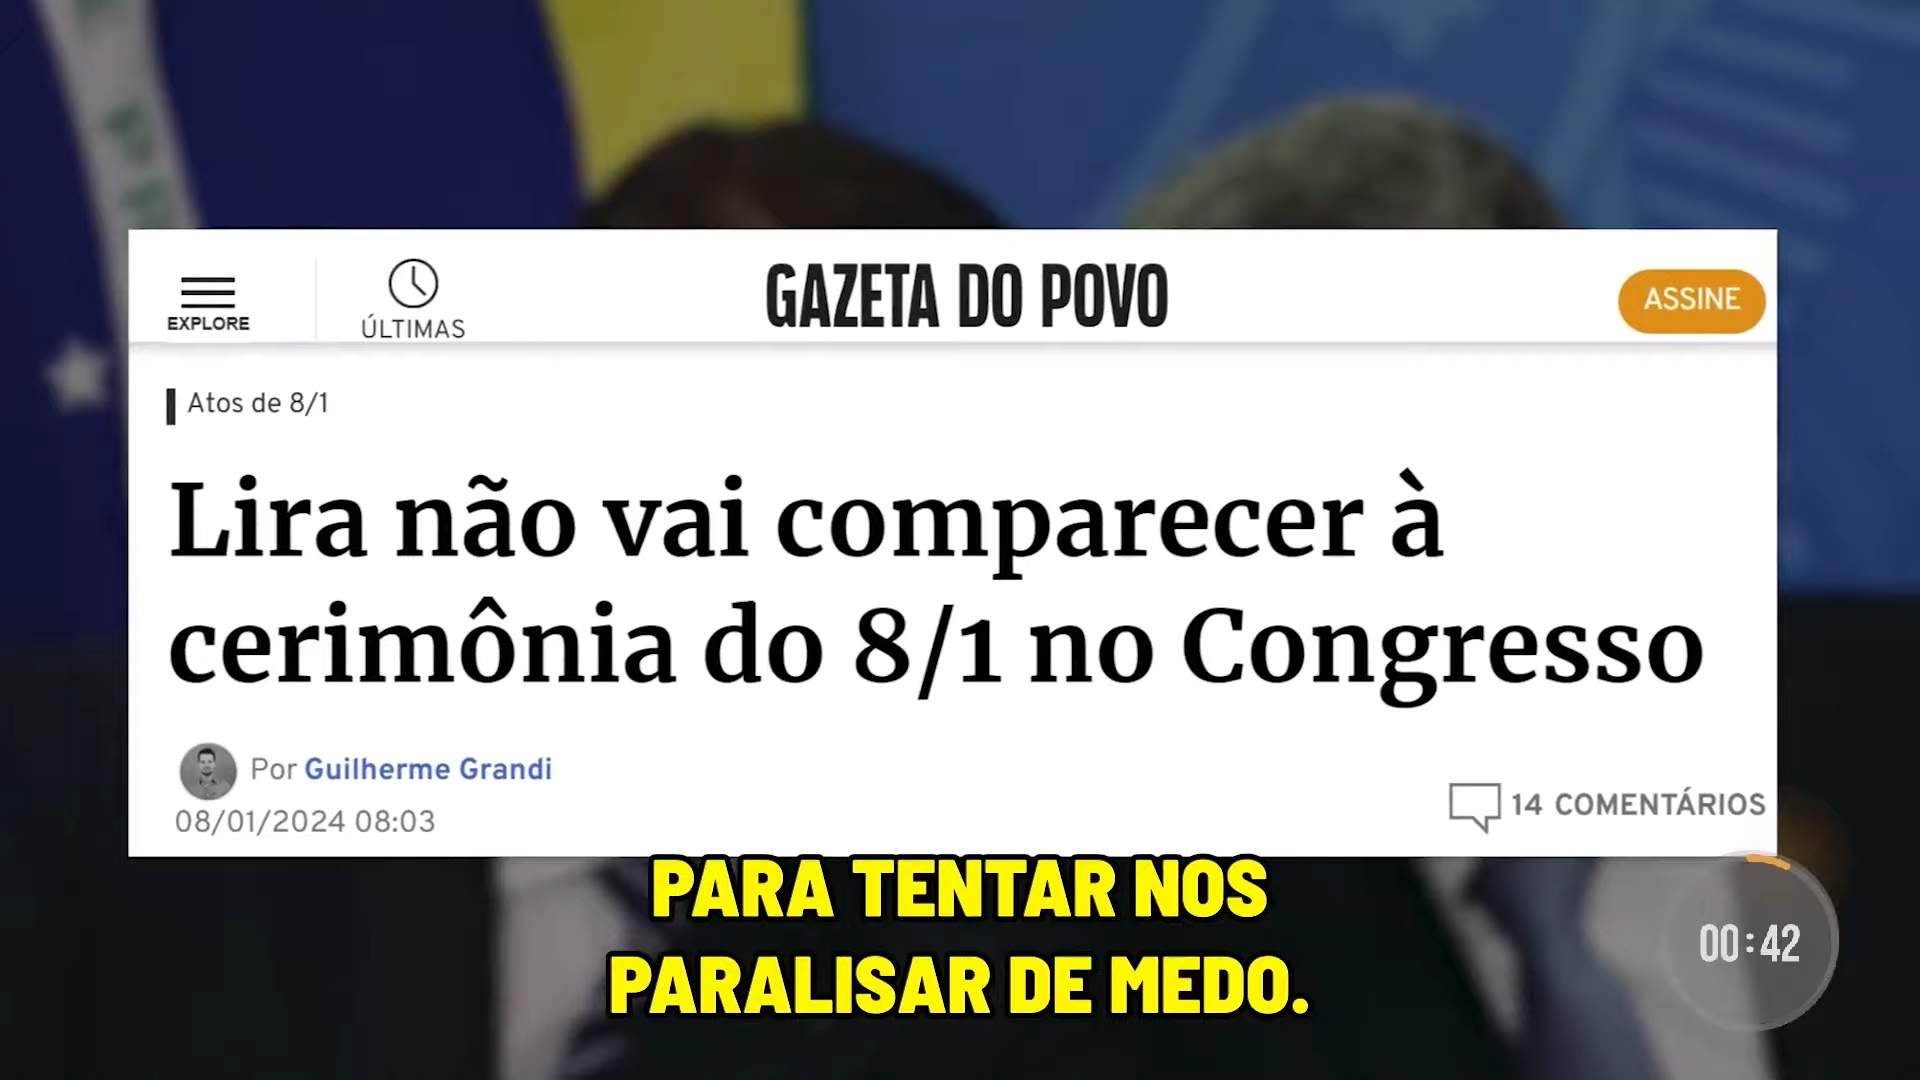 EXPLORE
ÚLTIMAS
GAZETA DO POVO
ASSINE
Atos de 8/1
Lira não vai comparecer à
cerimônia do 8/1 no Congresso
Por Guilherme Grandi
08/01/2024 08:03
14 COMENTÁRIOS
PARA TENTAR NOS
PARALISAR DE MEDO.
00:42